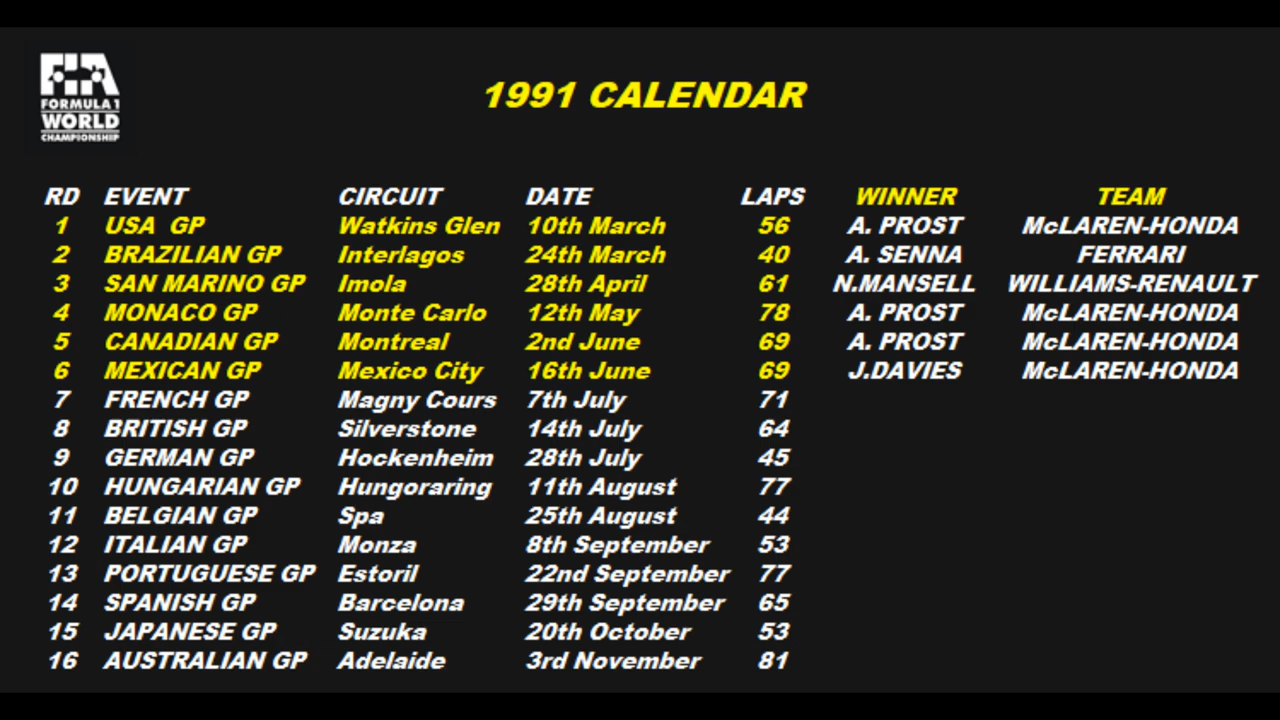 FIA
FORMULA 1
WORLD
CHAMPIONSHIP
1991 CALENDAR
RD EVENT CIRCUIT DATE LAPS WINNER TEAM
1 USA GP Watkins Glen 10th March 56 A. PROST McLAREN-HONDA
2 BRAZILIAN GP Interlagos 24th March 40 A. SENNA FERRARI
3 SAN MARINO GP Imola 28th April 61 N.MANSELL WILLIAMS-RENAULT
4 MONACO GP Monte Carlo 12th May 78 A. PROST McLAREN-HONDA
5 CANADIAN GP Montreal 2nd June 69 A. PROST McLAREN-HONDA
6 MEXICAN GP Mexico City 16th June 69 J.DAVIES McLAREN-HONDA
7 FRENCH GP Magny Cours 7th July 71
8 BRITISH GP Silverstone 14th July 64
9 GERMAN GP Hockenheim 28th July 45
10 HUNGARIAN GP Hungoraring 11th August 77
11 BELGIAN GP Spa 25th August 44
12 ITALIAN GP Monza 8th September 53
13 PORTUGUESE GP Estoril 22nd September 77
14 SPANISH GP Barcelona 29th September 65
15 JAPANESE GP Suzuka 20th October 53
16 AUSTRALIAN GP Adelaide 3rd November 81